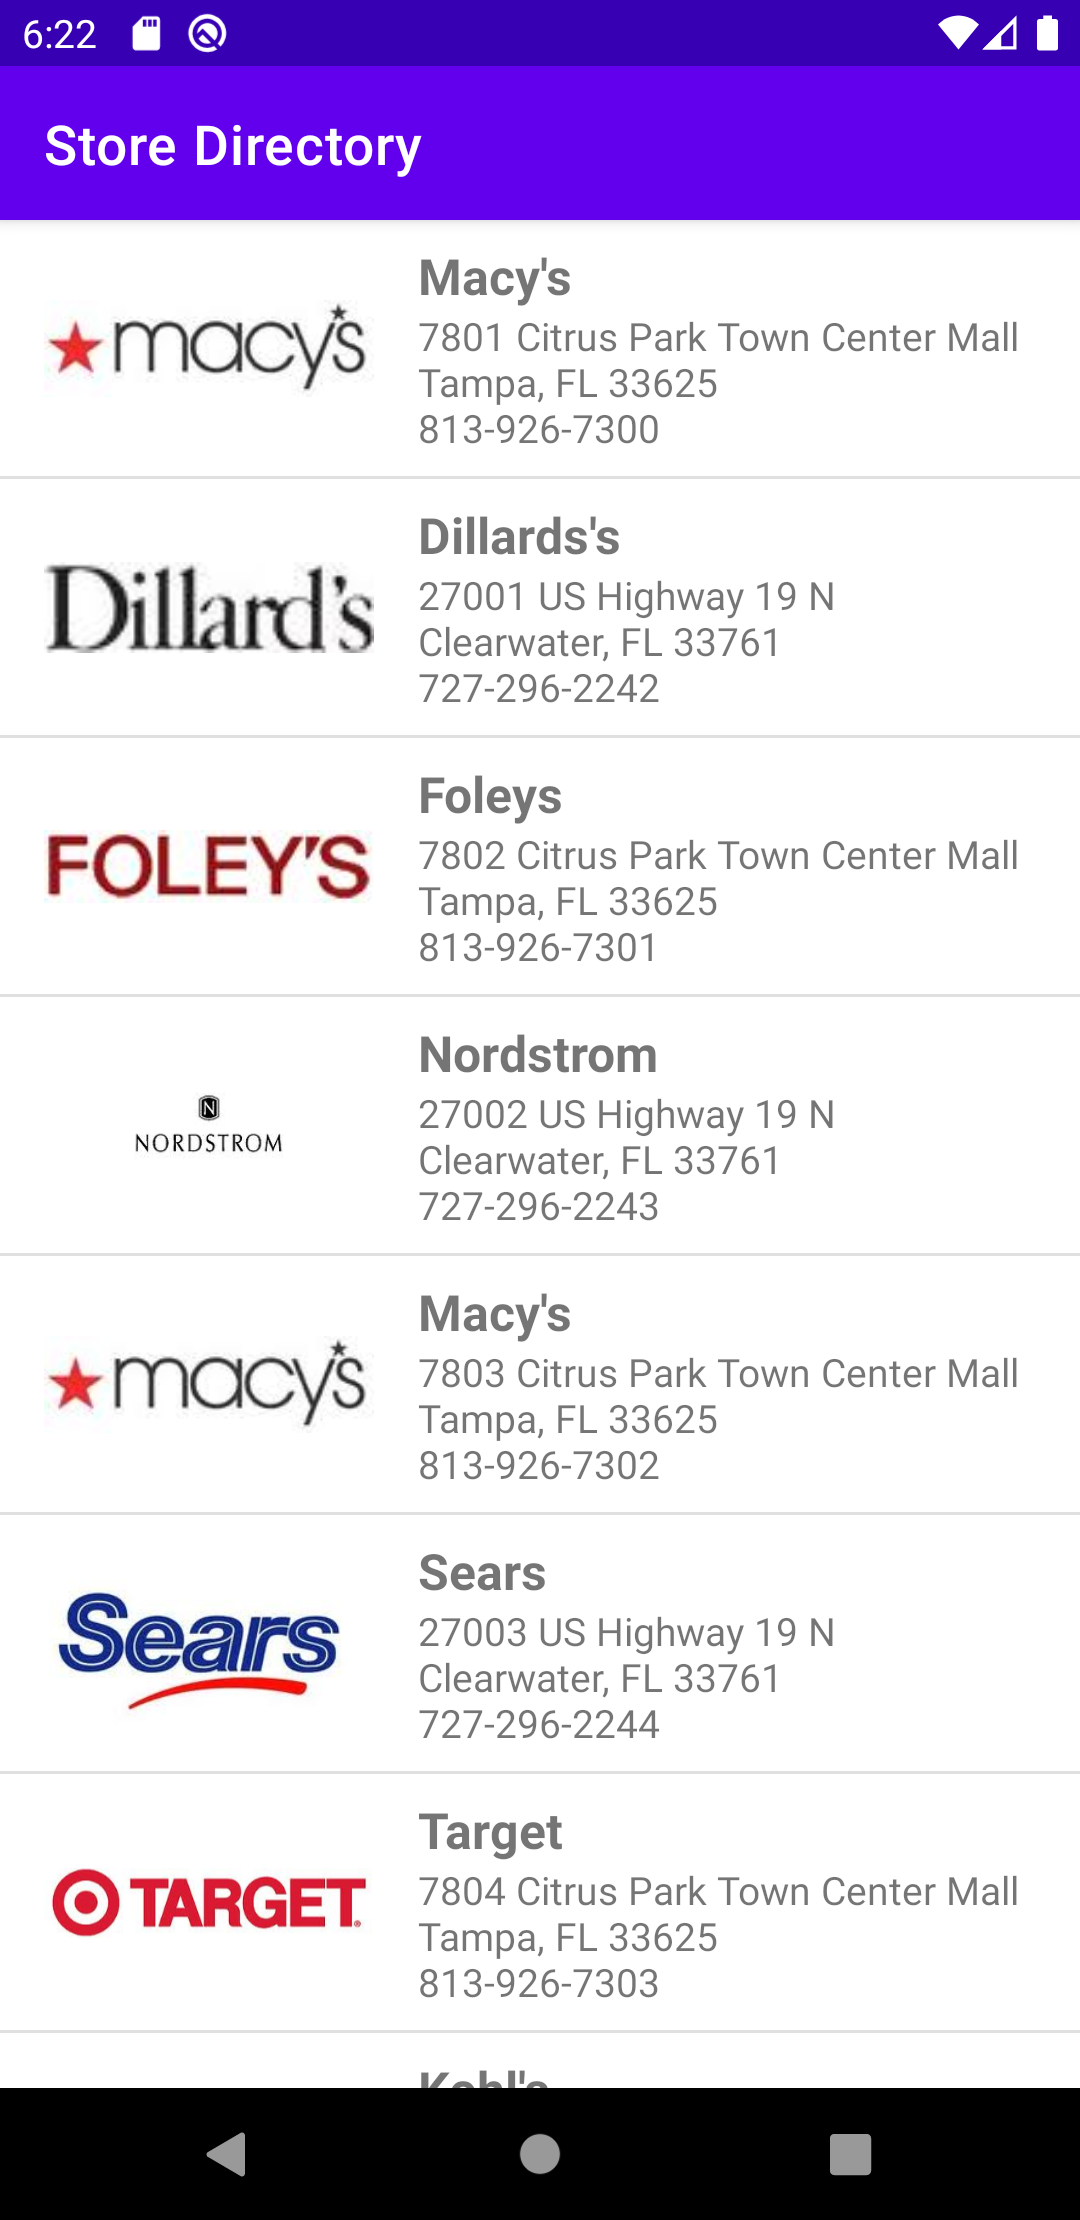 6:22
Store Directory
macy's
Macy's
7801 Citrus Park Town Center Mall
Tampa, FL 33625
813-926-7300
Dillard's
Dillards's
27001 US Highway 19 N
Clearwater, FL 33761
727-296-2242
FOLEY'S
Foleys
7802 Citrus Park Town Center Mall
Tampa, FL 33625
813-926-7301
N
NORDSTROM
Nordstrom
27002 US Highway 19 N
Clearwater, FL 33761
727-296-2243
macy's
Macy's
7803 Citrus Park Town Center Mall
Tampa, FL 33625
813-926-7302
Sears
Sears
27003 US Highway 19 N
Clearwater, FL 33761
727-296-2244
TARGET
Target
7804 Citrus Park Town Center Mall
Tampa, FL 33625
813-926-7303
Kohl's